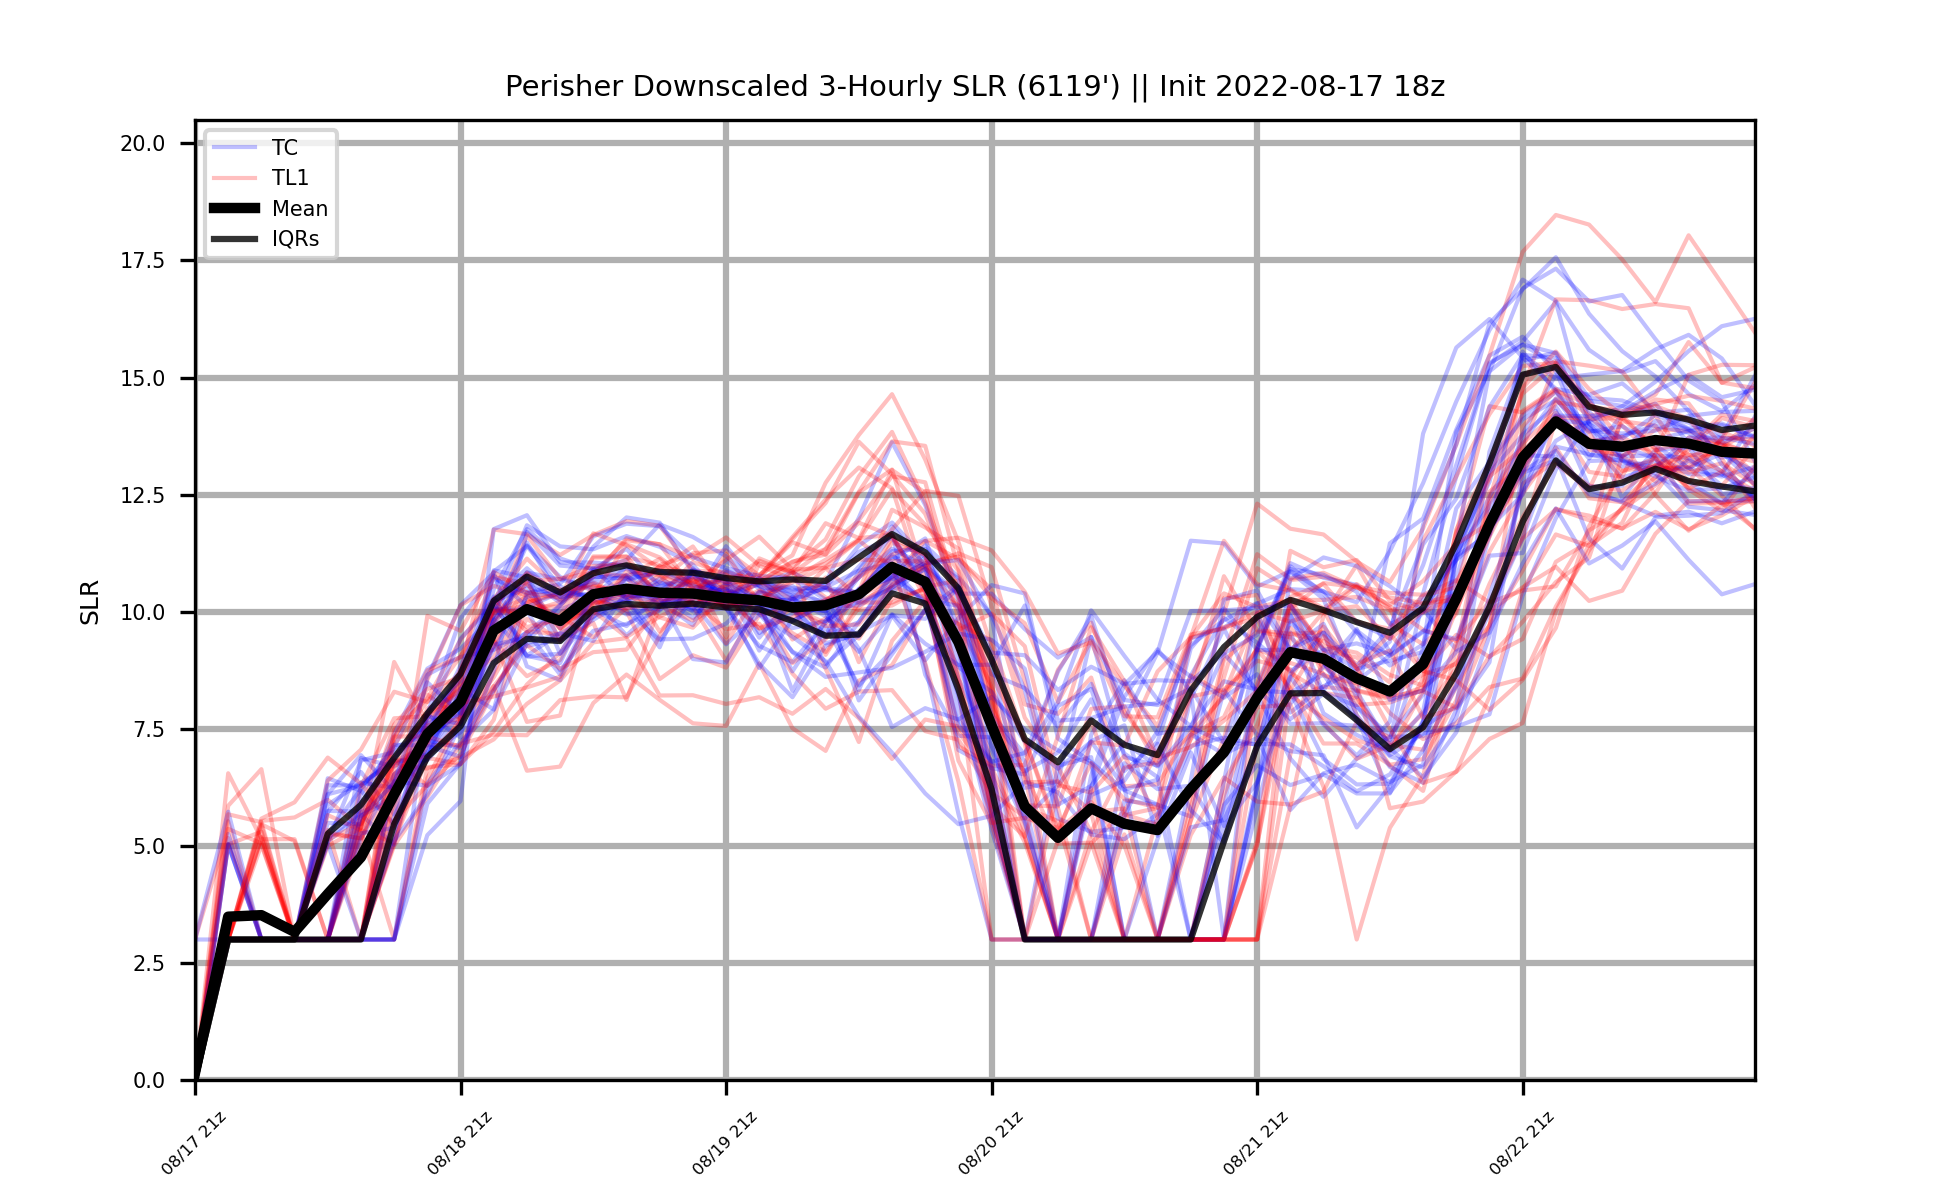 Perisher Downscaled 3-Hourly SLR (6119') || Init 2022-08-17 18z
TC
TL1
Mean
IQRs
SLR
20.0
17.5
15.0
12.5
10.0
7.5
5.0
2.5
0.0
08/17 21z
08/18 21z
08/19 21z
08/20 21z
08/21 21z
08/22 21z